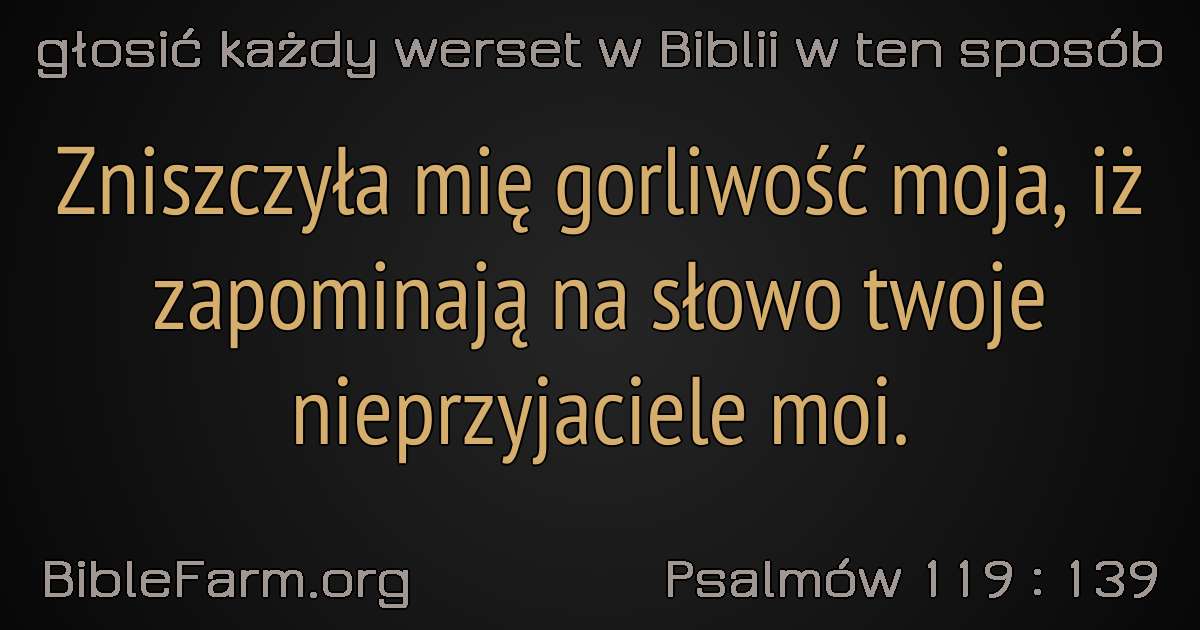 głosić każdy werset w Biblii w ten sposób
Zniszczyła mię gorliwość moja, iż
zapominają na słowo twoje
nieprzyjaciele moi.
BibleFarm.org
Psalmów 119 : 139